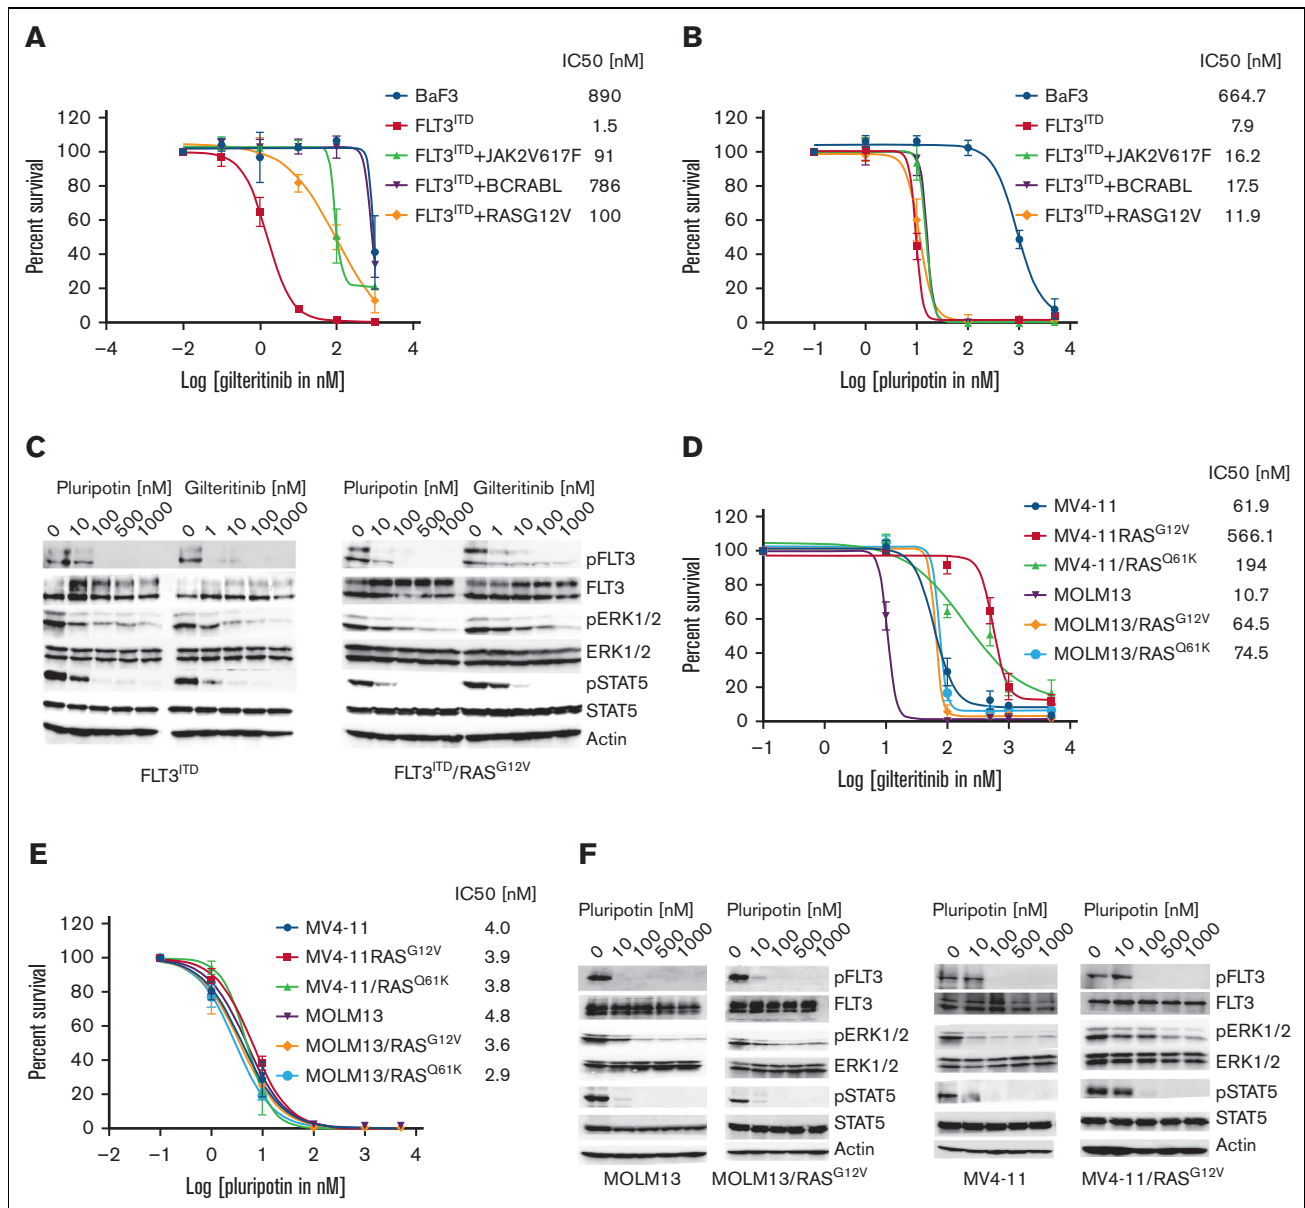 A
IC50 [nM]
BaF3 890
FLT3ITD 1.5
FLT3ITD+JAK2V617F 91
FLT3ITD+BCRABL 786
FLT3ITD+RASG12V 100
120
100
80
60
40
20
0
Percent survival
−4 −2 0 2 4
Log [gilteritinib in nM]
B
IC50 [nM]
BaF3 664.7
FLT3ITD 7.9
FLT3ITD+JAK2V617F 16.2
FLT3ITD+BCRABL 17.5
FLT3ITD+RASG12V 11.9
120
100
80
60
40
20
0
Percent survival
−2 −1 0 1 2 3 4
Log [pluripotin in nM]
C
Pluripotin [nM] Gilteritinib [nM] Pluripotin [nM] Gilteritinib [nM]
0 10 100 500 1000 0 1 10 100 1000 0 10 100 500 1000 0 1 10 100 1000
pFLT3
FLT3
pERK1/2
ERK1/2
pSTAT5
STAT5
Actin
FLT3ITD FLT3ITD/RASG12V
D
IC50 [nM]
MV4-11 61.9
MV4-11RASG12V 566.1
MV4-11/RASQ61K 194
MOLM13 10.7
MOLM13/RASG12V 64.5
MOLM13/RASQ61K 74.5
120
100
80
60
40
20
0
Percent survival
−1 0 1 2 3 4
Log [gilteritinib in nM]
E
IC50 [nM]
MV4-11 4.0
MV4-11RASG12V 3.9
MV4-11/RASQ61K 3.8
MOLM13 4.8
MOLM13/RASG12V 3.6
MOLM13/RASQ61K 2.9
120
100
80
60
40
20
0
Percent survival
−2 −1 0 1 2 3 4
Log [pluripotin in nM]
F
Pluripotin [nM] Pluripotin [nM]
0 10 100 500 1000 0 10 100 500 1000
pFLT3
FLT3
pERK1/2
ERK1/2
pSTAT5
STAT5
Actin
MOLM13 MOLM13/RASG12V
Pluripotin [nM] Pluripotin [nM]
0 10 100 500 1000 0 10 100 500 1000
pFLT3
FLT3
pERK1/2
ERK1/2
pSTAT5
STAT5
Actin
MV4-11 MV4-11/RASG12V